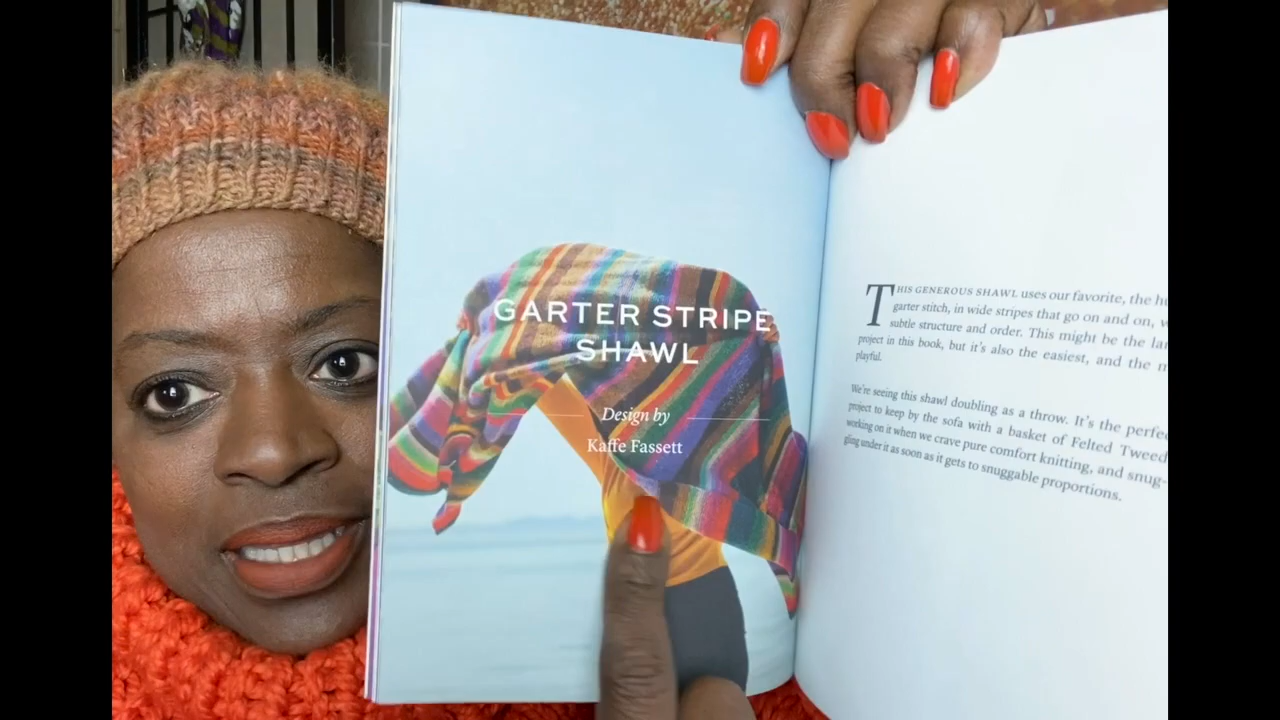 GARTER STRIPE
SHAWL
Design by
Kaffe Fassett
THIS GENEROUS SHAWL uses our favorite, the
garter stitch, in wide stripes that go on and on,
subtle structure and order. This might be the
project in this book, but it's also the easiest, and the
playful.
We're seeing this shawl doubling as a throw. It's the
project to keep by the sofa with a basket of Felted Tweed
working on it when we crave pure comfort knitting, and snug-
gling under it as soon as it gets to snuggable proportions.